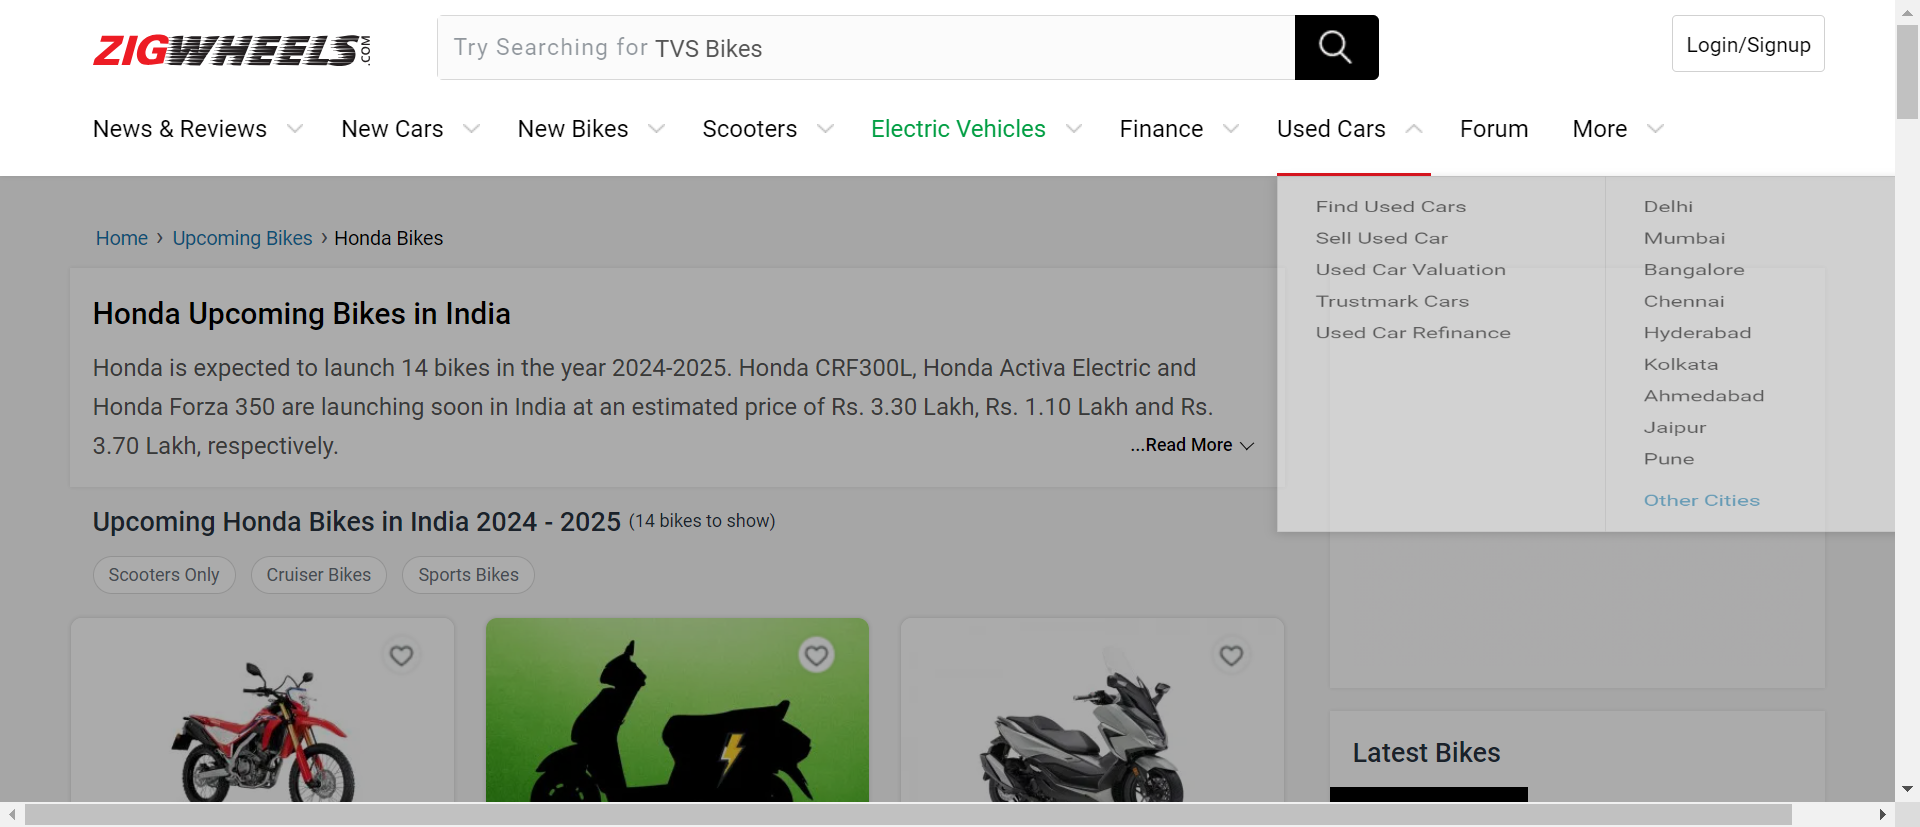 ZIGWHEELS.COM
Try Searching for TVS Bikes
Login/Signup
News & Reviews
New Cars
New Bikes
Scooters
Electric Vehicles
Finance
Used Cars
Forum
More
Find Used Cars
Sell Used Car
Used Car Valuation
Trustmark Cars
Used Car Refinance
Delhi
Mumbai
Bangalore
Chennai
Hyderabad
Kolkata
Ahmedabad
Jaipur
Pune
Other Cities
Home › Upcoming Bikes › Honda Bikes
Honda Upcoming Bikes in India
Honda is expected to launch 14 bikes in the year 2024-2025. Honda CRF300L, Honda Activa Electric and
Honda Forza 350 are launching soon in India at an estimated price of Rs. 3.30 Lakh, Rs. 1.10 Lakh and Rs.
3.70 Lakh, respectively.
...Read More
Upcoming Honda Bikes in India 2024 - 2025 (14 bikes to show)
Scooters Only
Cruiser Bikes
Sports Bikes
Latest Bikes